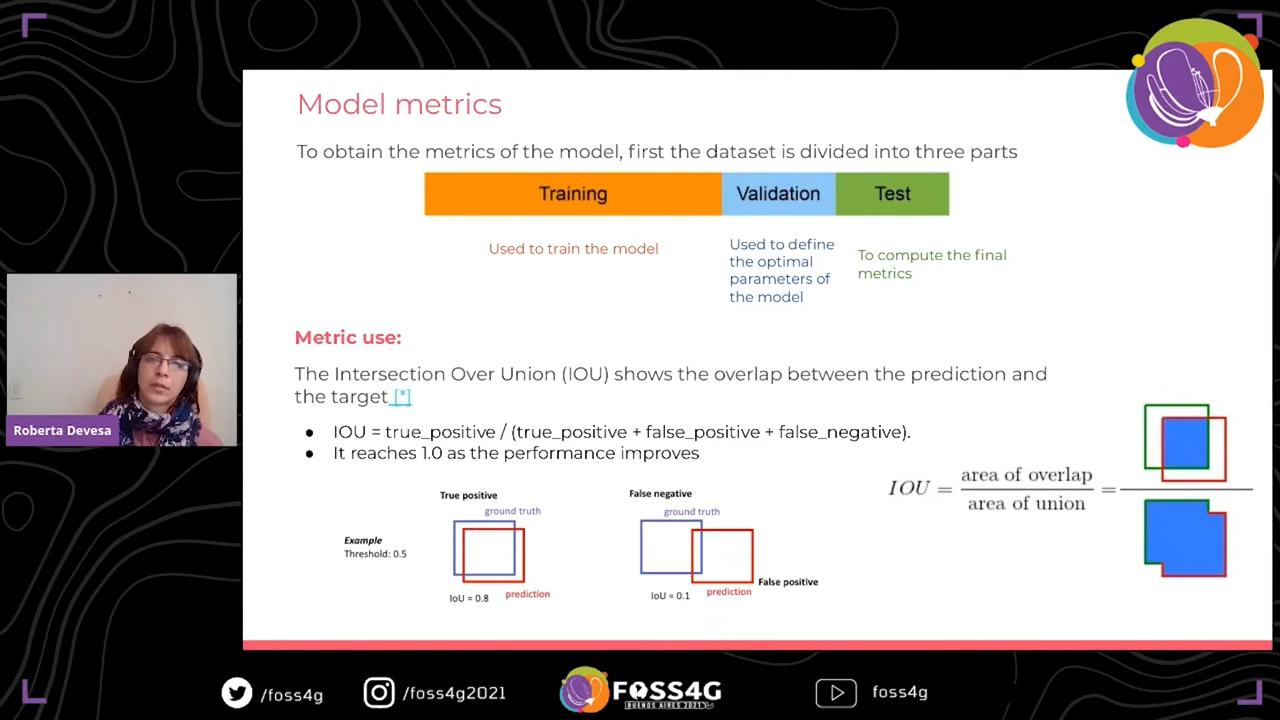 Model metrics
To obtain the metrics of the model, first the dataset is divided into three parts
Training Validation Test
Used to train the model
Used to define
the optimal
parameters of
the model
To compute the final
metrics
Metric use:
The Intersection Over Union (IOU) shows the overlap between the prediction and
the target [*]
• IOU = true_positive / (true_positive + false_positive + false_negative).
• It reaches 1.0 as the performance improves
Example
Threshold: 0.5
True positive
ground truth
IoU = 0.8
prediction
False negative
ground truth
IoU = 0.1
prediction
False positive
IOU = area of overlap / area of union =
Roberta Devesa
/foss4g
/foss4g2021
FOSS4G
BUENOS AIRES 2021
foss4g